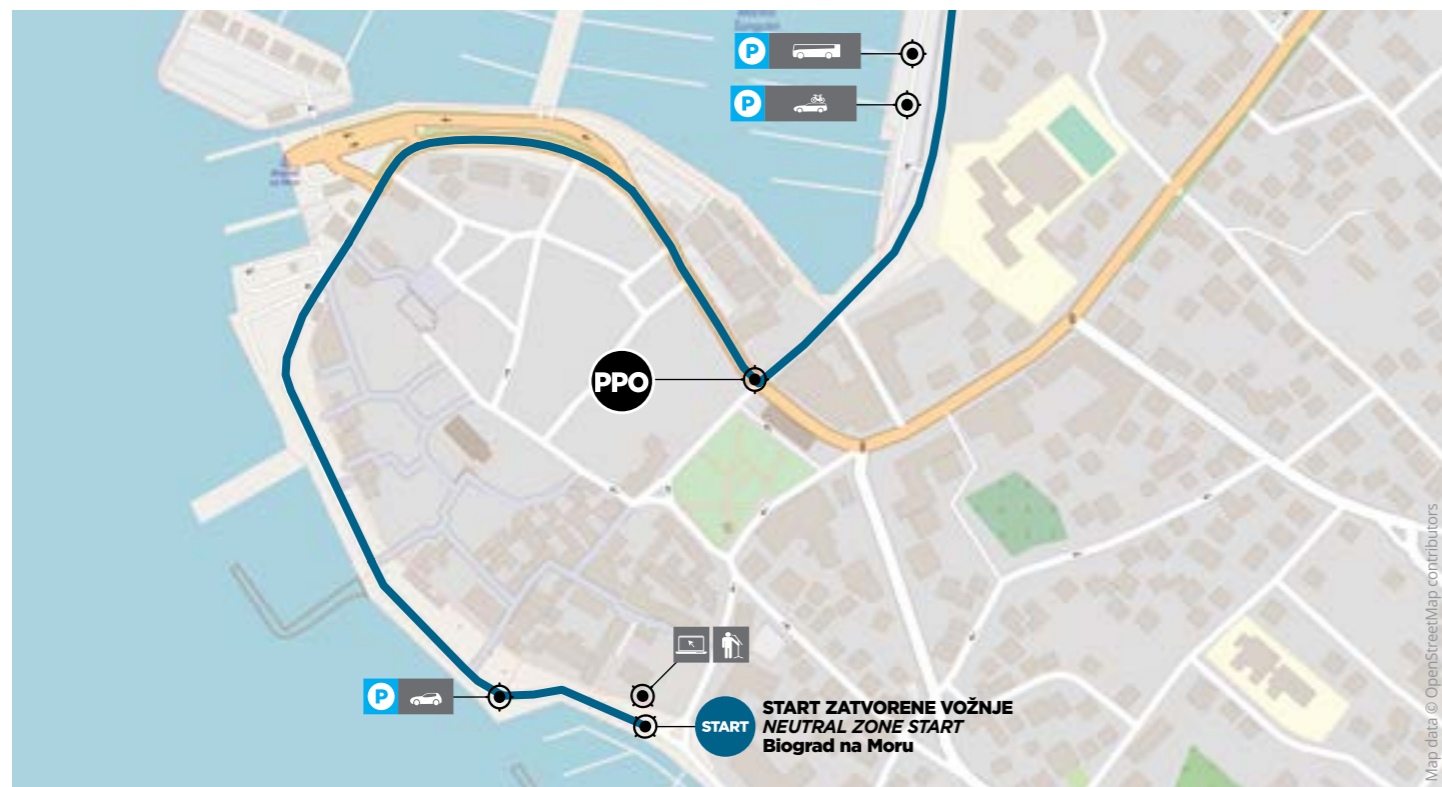 P
P
PPO
P
START
START ZATVORENE VOŽNJE
NEUTRAL ZONE START
Biograd na Moru
Map data © OpenStreetMap contributors